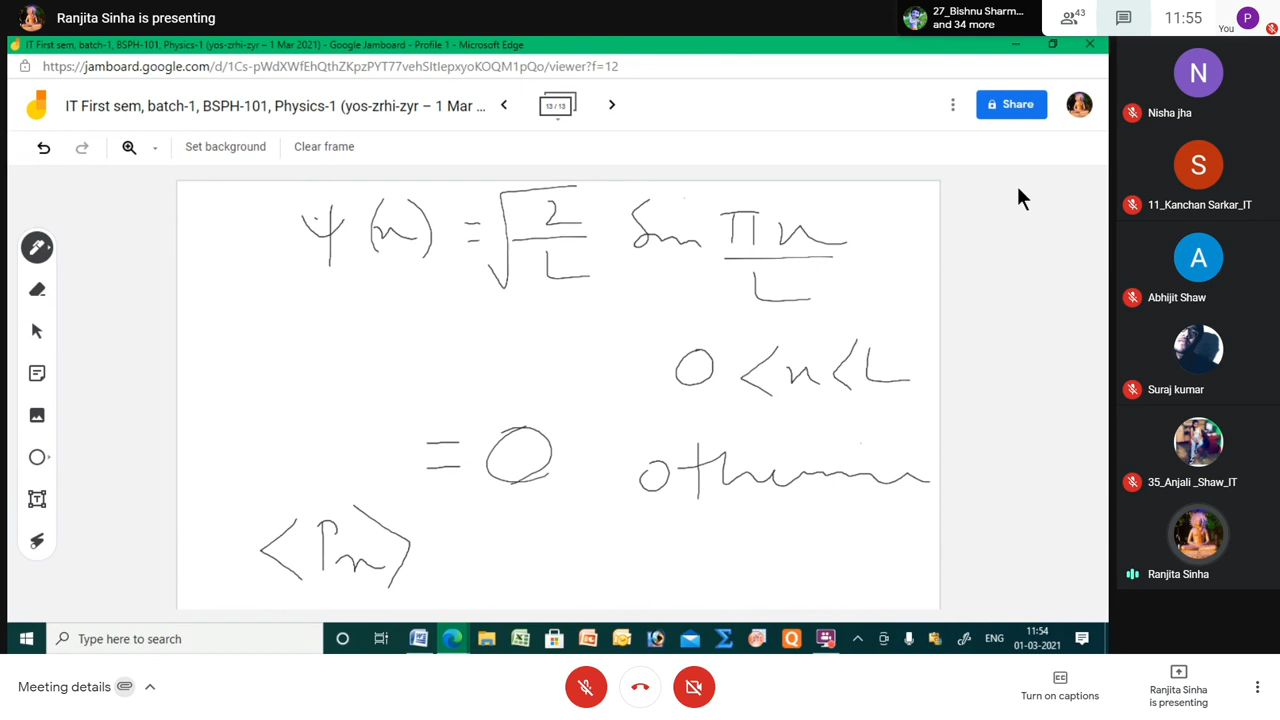 Ranjita Sinha is presenting
27_Bishnu Sharm...
and 34 more
43
11:55
You
P
IT First sem, batch-1, BSPH-101, Physics-1 (yos-zrhi-zyr – 1 Mar 2021) - Google Jamboard - Profile 1 - Microsoft Edge
https://jamboard.google.com/d/1Cs-pWdXWfEhQthZKpzPYT77vehSItIepxyoKOQM1pQo/viewer?f=12
IT First sem, batch-1, BSPH-101, Physics-1 (yos-zrhi-zyr – 1 Mar ...
13 / 13
Share
Set background
Clear frame
ψ(x) = √(2/L) Sin πx/L
0 < x < L
= 0 otherwise
<Px>
N
Nisha jha
S
11_Kanchan Sarkar_IT
A
Abhijit Shaw
Suraj kumar
35_Anjali _Shaw_IT
Ranjita Sinha
Type here to search
ENG
11:54
01-03-2021
Meeting details
Turn on captions
Ranjita Sinha
is presenting